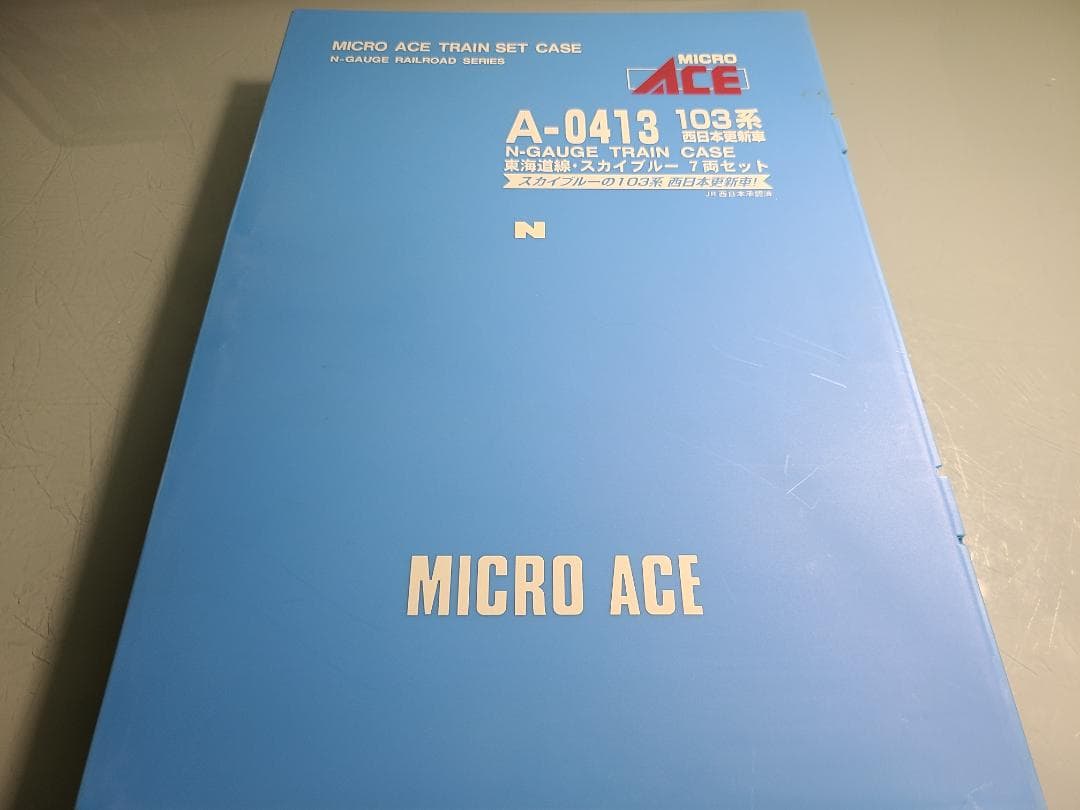 MICRO ACE TRAIN SET CASE
N-GAUGE RAILROAD SERIES
MICRO
ACE
A-0413 103系
西日本更新車
N-GAUGE TRAIN CASE
東海道線・スカイブルー 7両セット
スカイブルーの103系 西日本更新車!
JR西日本承認済
N
MICRO ACE